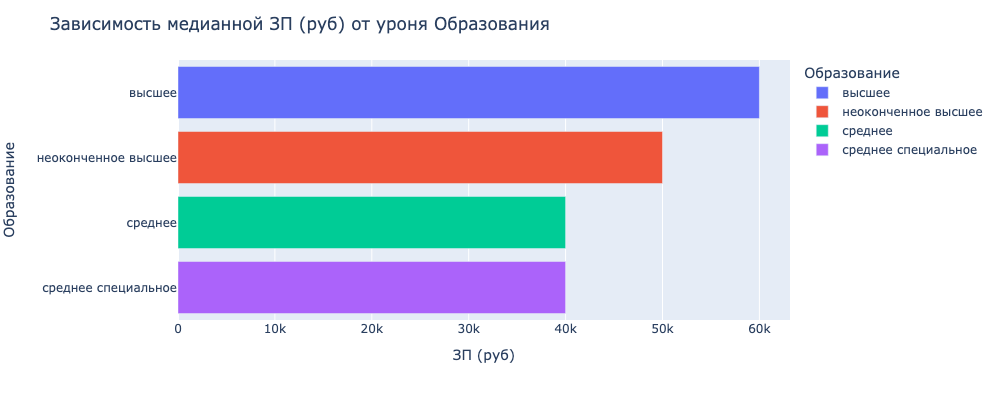 Зависимость медианной ЗП (руб) от уроня Образования
Образование
высшее
неоконченное высшее
среднее
среднее специальное
0 10k 20k 30k 40k 50k 60k
ЗП (руб)
Образование
высшее
неоконченное высшее
среднее
среднее специальное